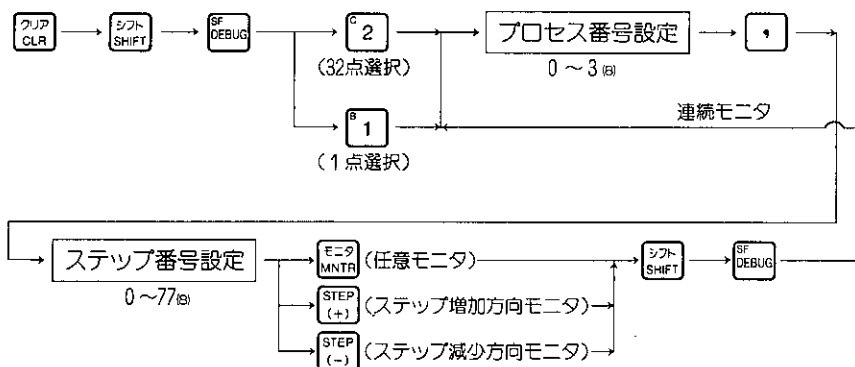 クリア
CLR
シフト
SHIFT
SF
DEBUG
C
2
(32点選択)
プロセス番号設定
0～3(8)
,
連続モニタ
B
1
(1点選択)
ステップ番号設定
0～77(8)
モニタ
MNTR
(任意モニタ)
STEP
(+)
(ステップ増加方向モニタ)
STEP
(-)
(ステップ減少方向モニタ)
シフト
SHIFT
SF
DEBUG